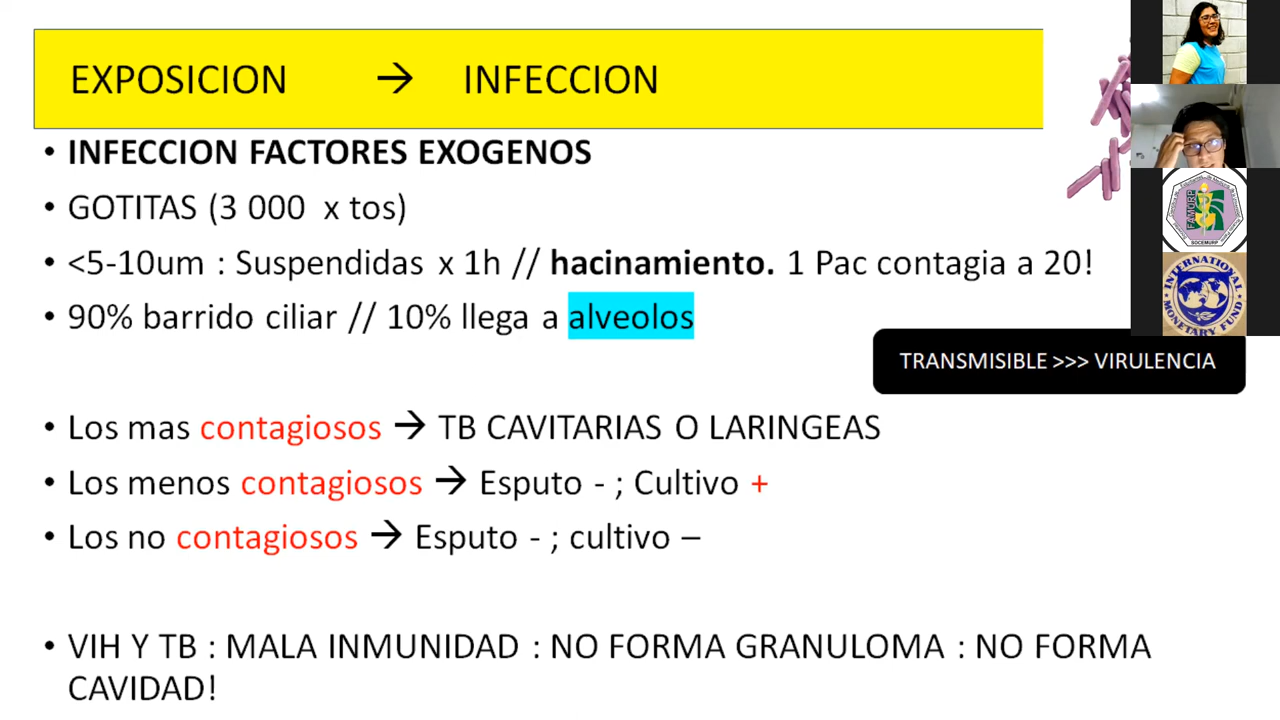 EXPOSICION → INFECCION
• INFECCION FACTORES EXOGENOS
• GOTITAS (3 000 x tos)
• <5-10um : Suspendidas x 1h // hacinamiento. 1 Pac contagia a 20!
• 90% barrido ciliar // 10% llega a alveolos
TRANSMISIBLE >>> VIRULENCIA
• Los mas contagiosos → TB CAVITARIAS O LARINGEAS
• Los menos contagiosos → Esputo - ; Cultivo +
• Los no contagiosos → Esputo - ; cultivo –
• VIH Y TB : MALA INMUNIDAD : NO FORMA GRANULOMA : NO FORMA
CAVIDAD!
FAMURP
SOCEMURP
INTERNATIONAL
MONETARY FUND